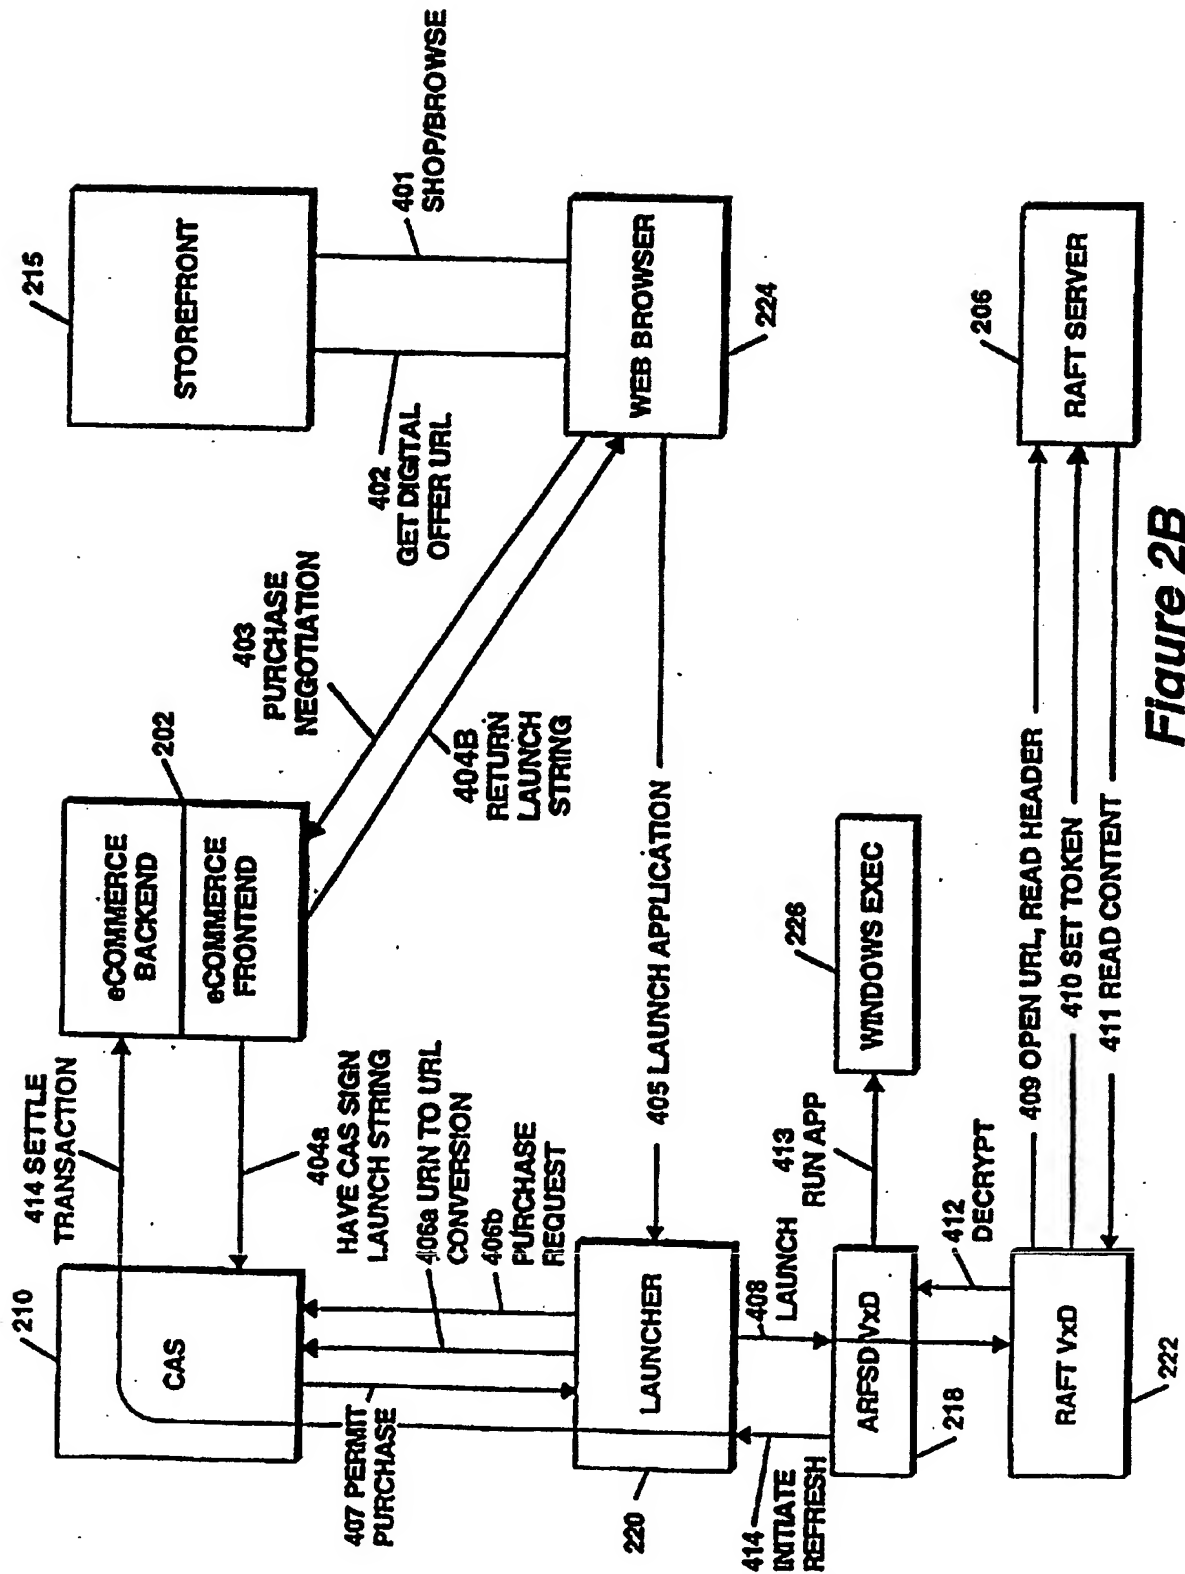 210
CAS
414 SETTLE
TRANSACTION
eCOMMERCE
BACKEND
eCOMMERCE
FRONTEND
202
404a
HAVE CAS SIGN
LAUNCH STRING
403
PURCHASE
NEGOTIATION
404B
RETURN
LAUNCH
STRING
215
STOREFRONT
402
GET DIGITAL
OFFER URL
401
SHOP/BROWSE
WEB BROWSER
224
407 PERMIT
PURCHASE
406a URN TO URL
CONVERSION
406b
PURCHASE
REQUEST
LAUNCHER
220
405 LAUNCH APPLICATION
414
INITIATE
REFRESH
408
LAUNCH
ARFSD VxD
218
413
RUN APP
WINDOWS EXEC
226
412
DECRYPT
RAFT VxD
222
409 OPEN URL, READ HEADER
410 SET TOKEN
411 READ CONTENT
206
RAFT SERVER
Figure 2B